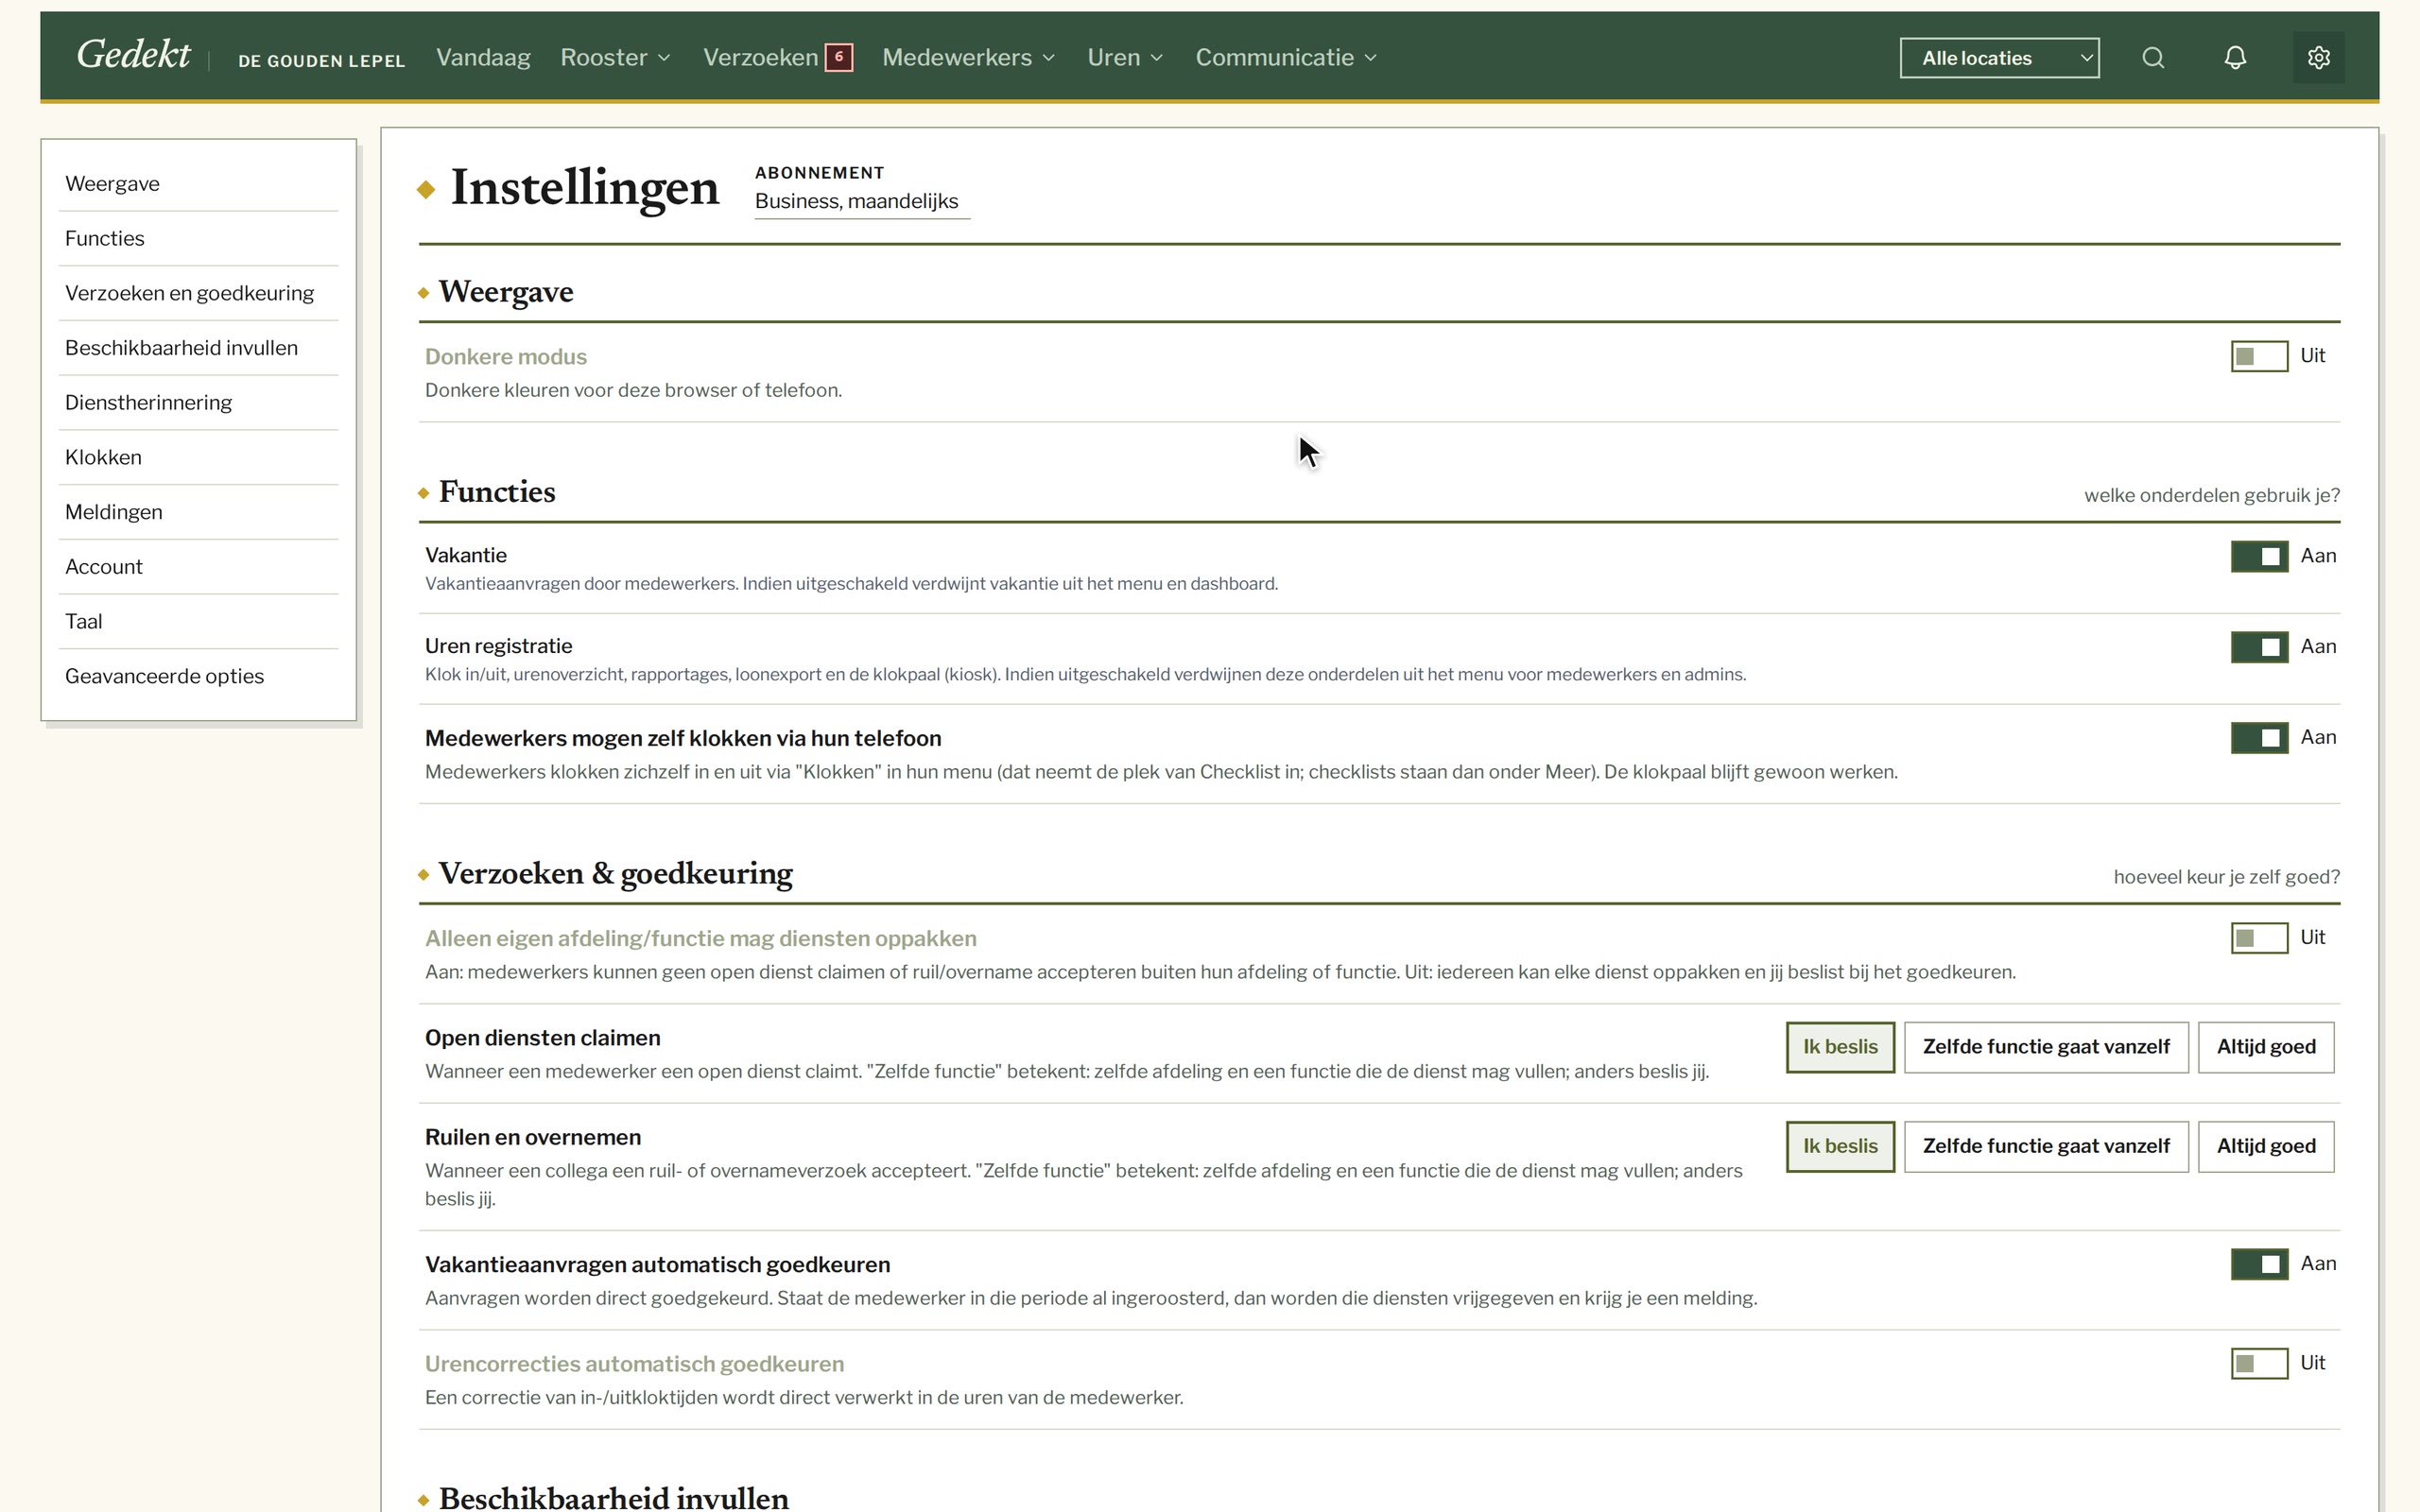 Gedekt DE GOUDEN LEPEL Vandaag Rooster Verzoeken 6 Medewerkers Uren Communicatie Alle locaties
Weergave
Functies
Verzoeken en goedkeuring
Beschikbaarheid invullen
Dienstherinnering
Klokken
Meldingen
Account
Taal
Geavanceerde opties
Instellingen
ABONNEMENT
Business, maandelijks
Weergave
Donkere modus
Uit
Donkere kleuren voor deze browser of telefoon.
Functies
welke onderdelen gebruik je?
Vakantie
Aan
Vakantieaanvragen door medewerkers. Indien uitgeschakeld verdwijnt vakantie uit het menu en dashboard.
Uren registratie
Aan
Klok in/uit, urenoverzicht, rapportages, loonexport en de klokpaal (kiosk). Indien uitgeschakeld verdwijnen deze onderdelen uit het menu voor medewerkers en admins.
Medewerkers mogen zelf klokken via hun telefoon
Aan
Medewerkers klokken zichzelf in en uit via "Klokken" in hun menu (dat neemt de plek van Checklist in; checklists staan dan onder Meer). De klokpaal blijft gewoon werken.
Verzoeken & goedkeuring
hoeveel keur je zelf goed?
Alleen eigen afdeling/functie mag diensten oppakken
Uit
Aan: medewerkers kunnen geen open dienst claimen of ruil/overname accepteren buiten hun afdeling of functie. Uit: iedereen kan elke dienst oppakken en jij beslist bij het goedkeuren.
Open diensten claimen
Ik beslis Zelfde functie gaat vanzelf Altijd goed
Wanneer een medewerker een open dienst claimt. "Zelfde functie" betekent: zelfde afdeling en een functie die de dienst mag vullen; anders beslis jij.
Ruilen en overnemen
Ik beslis Zelfde functie gaat vanzelf Altijd goed
Wanneer een collega een ruil- of overnameverzoek accepteert. "Zelfde functie" betekent: zelfde afdeling en een functie die de dienst mag vullen; anders
beslis jij.
Vakantieaanvragen automatisch goedkeuren
Aan
Aanvragen worden direct goedgekeurd. Staat de medewerker in die periode al ingeroosterd, dan worden die diensten vrijgegeven en krijg je een melding.
Urencorrecties automatisch goedkeuren
Uit
Een correctie van in-/uitkloktijden wordt direct verwerkt in de uren van de medewerker.
Beschikbaarheid invullen